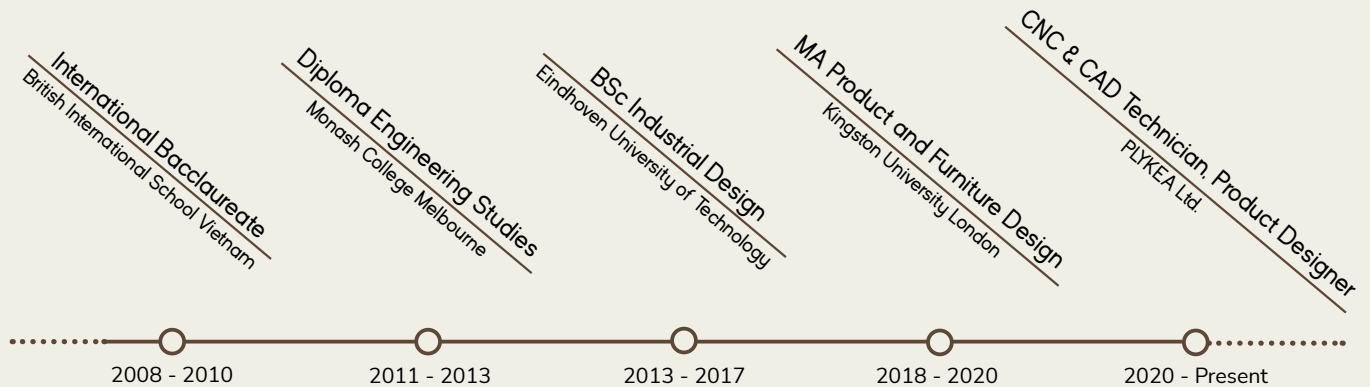 International Bacclaureate
British International School Vietnam
Diploma Engineering Studies
Monash College Melbourne
BSc Industrial Design
Eindhoven University of Technology
MA Product and Furniture Design
Kingston University London
CNC & CAD Technician, Product Designer
PLYKEA Ltd.
2008 - 2010
2011 - 2013
2013 - 2017
2018 - 2020
2020 - Present